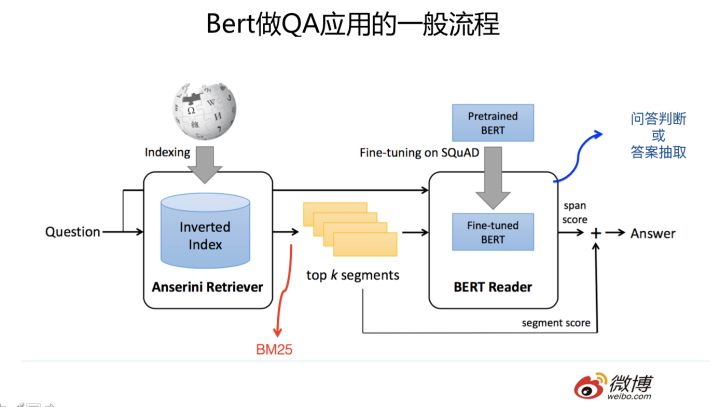 Bert做QA应用的一般流程
Indexing
Pretrained
BERT
Fine-tuning on SQuAD
问答判断
或
答案抽取
Question
Inverted
Index
Anserini Retriever
top k segments
Fine-tuned
BERT
BERT Reader
span
score
+
Answer
segment score
BM25
微博
weibo.com